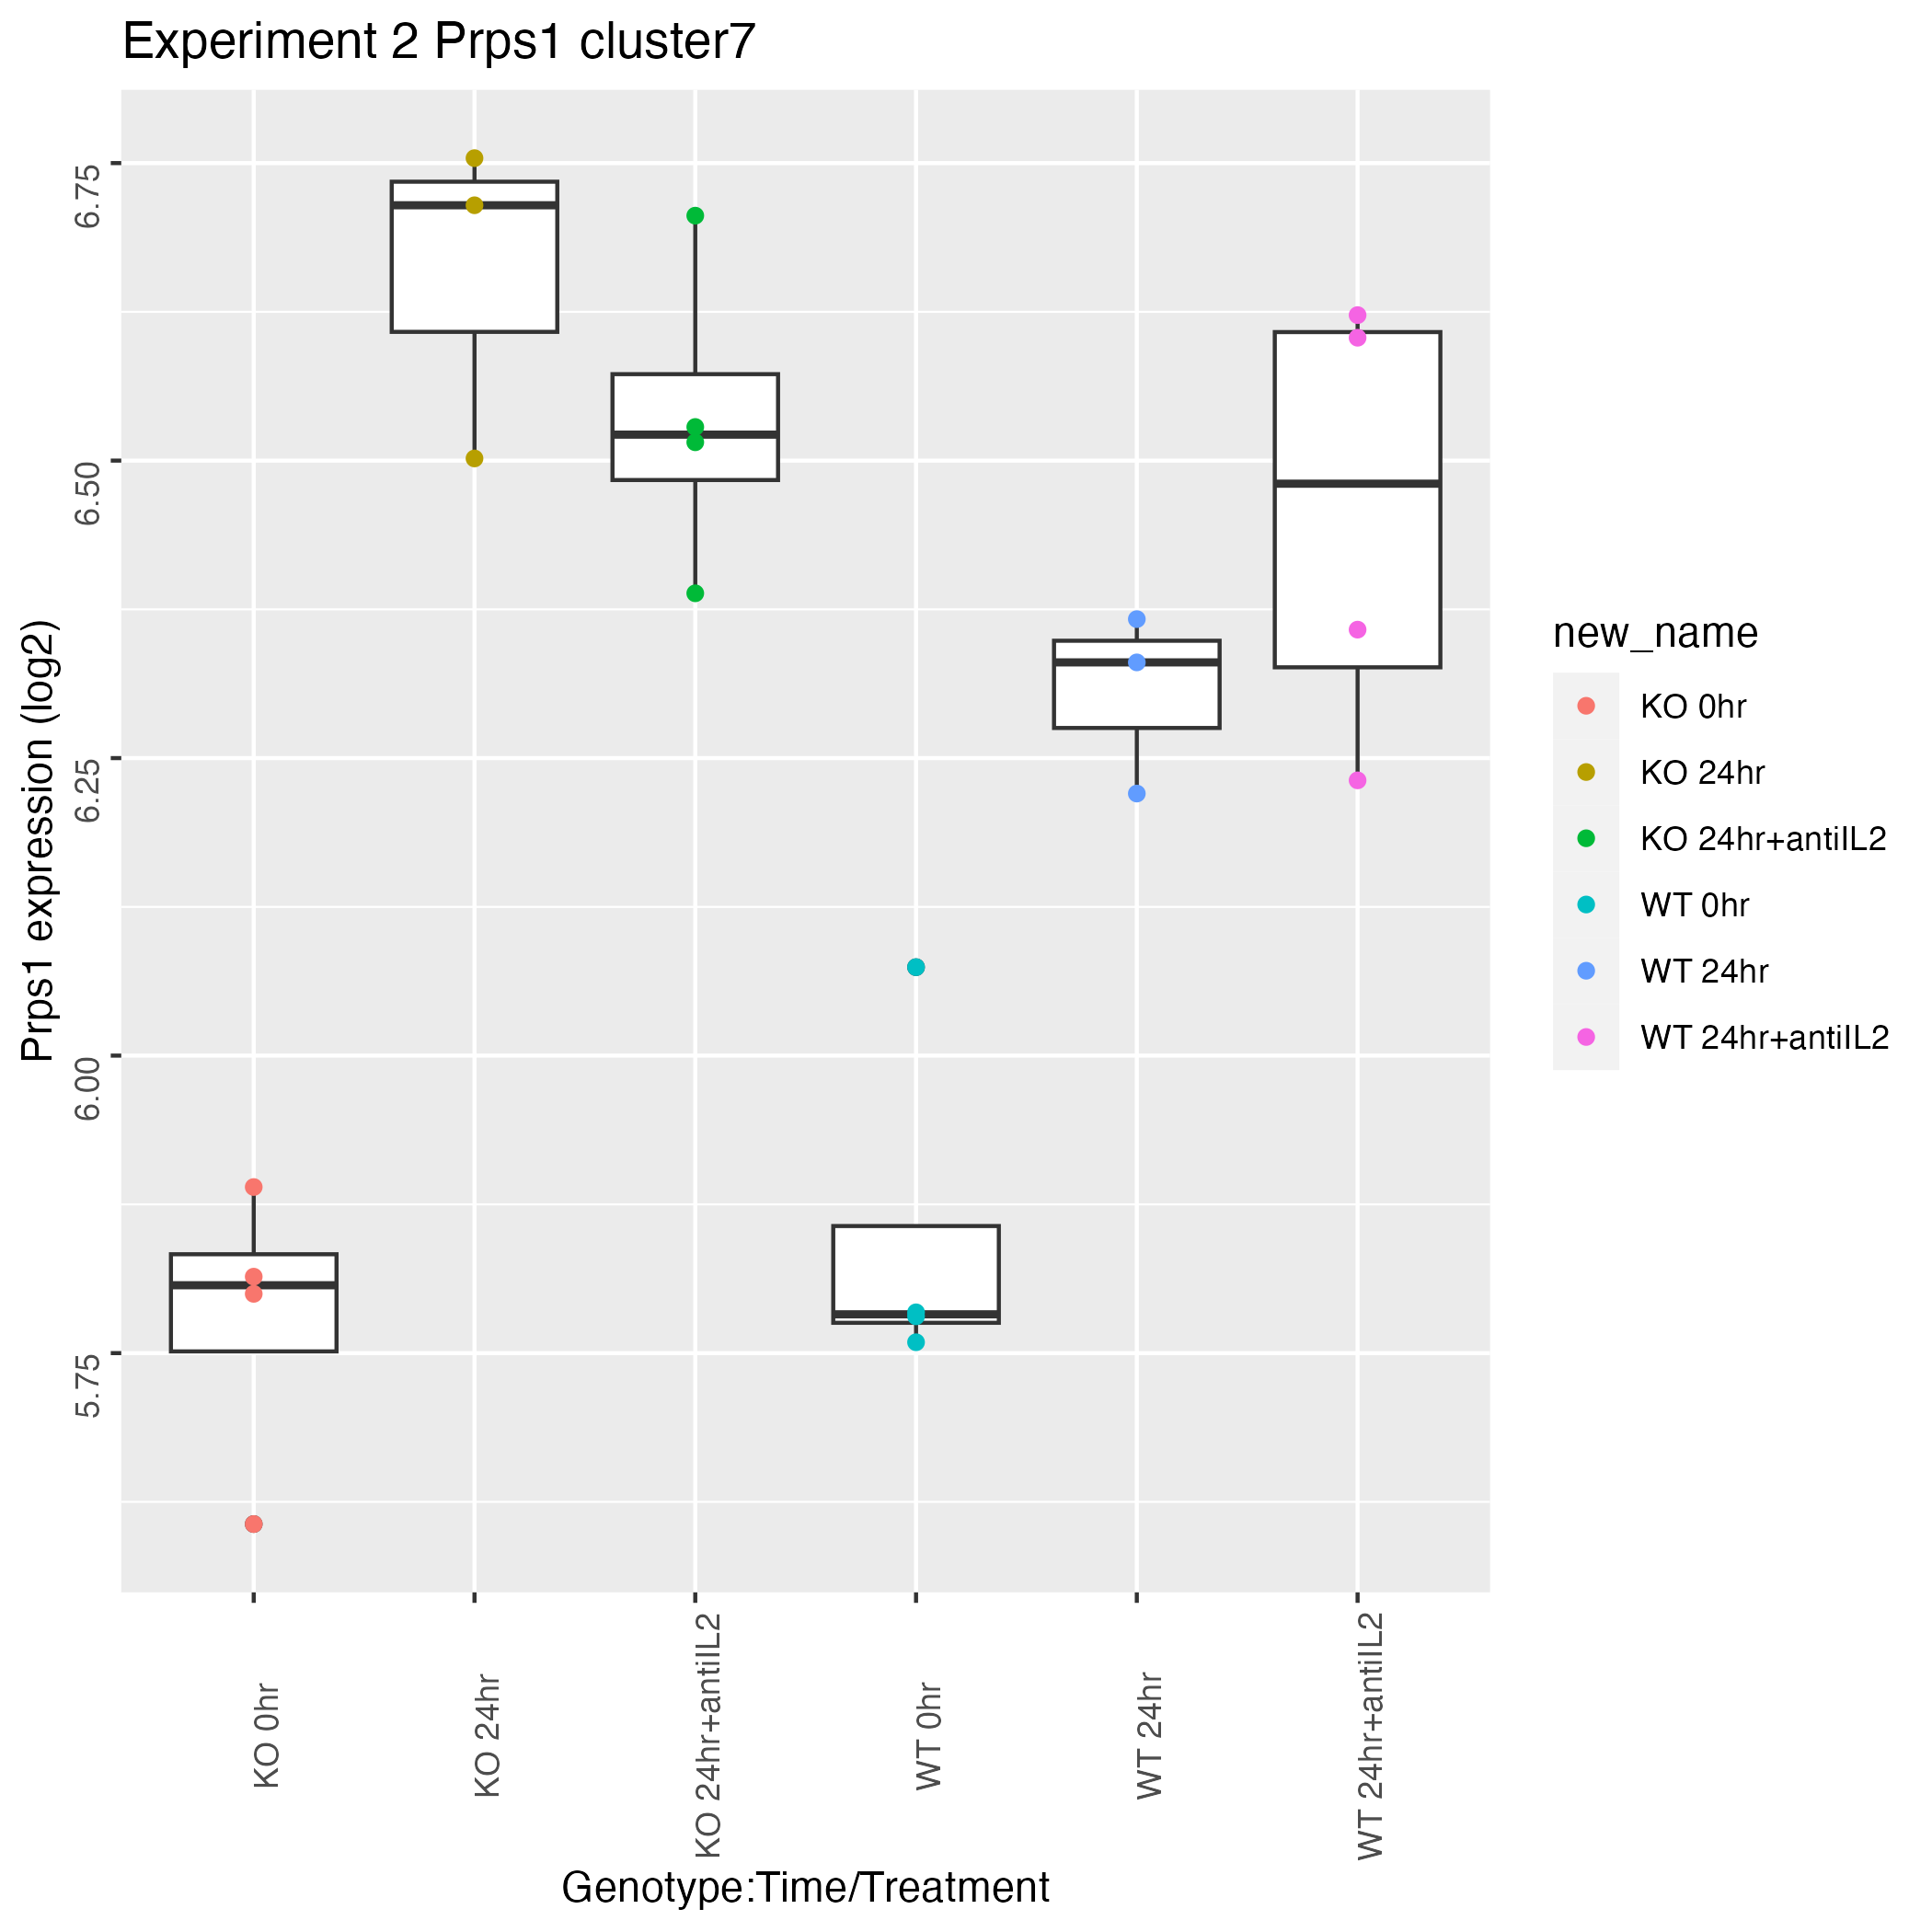 Experiment 2 Prps1 cluster7
Prps1 expression (log2)
6.75
6.50
6.25
6.00
5.75
KO 0hr
KO 24hr
KO 24hr+antiIL2
WT 0hr
WT 24hr
WT 24hr+antiIL2
Genotype:Time/Treatment
new_name
KO 0hr
KO 24hr
KO 24hr+antiIL2
WT 0hr
WT 24hr
WT 24hr+antiIL2